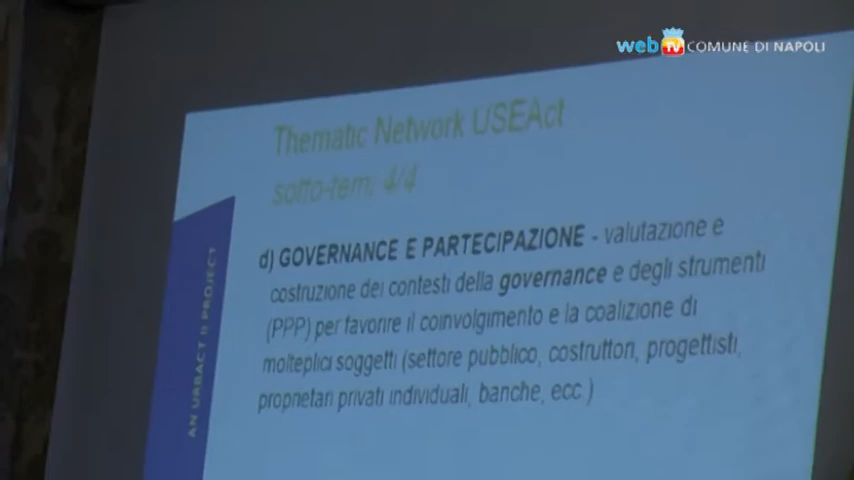 web TV COMUNE DI NAPOLI
Thematic Network USEAct
sotto-temi 4/4
d) GOVERNANCE E PARTECIPAZIONE - valutazione e
costruzione dei contesti della governance e degli strumenti
(PPP) per favorire il coinvolgimento e la coalizione di
molteplici soggetti (settore pubblico, costruttori, progettisti,
proprietari privati individuali, banche, ecc.)
AN URBACT II PROJECT